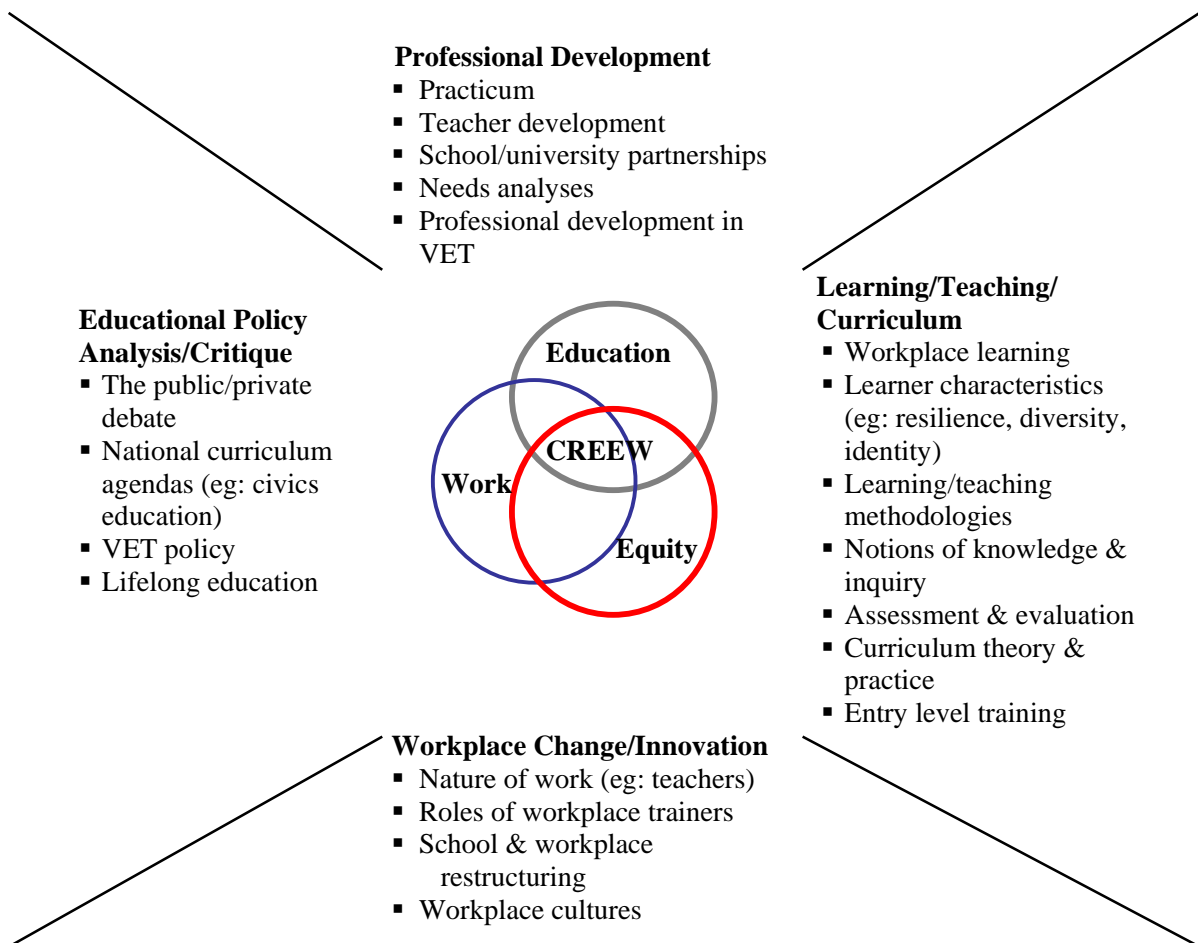 Professional Development
▪ Practicum
▪ Teacher development
▪ School/university partnerships
▪ Needs analyses
▪ Professional development in
VET
Educational Policy
Analysis/Critique
▪ The public/private
debate
▪ National curriculum
agendas (eg: civics
education)
▪ VET policy
▪ Lifelong education
Education
CREEW
Work
Equity
Learning/Teaching/
Curriculum
▪ Workplace learning
▪ Learner characteristics
(eg: resilience, diversity,
identity)
▪ Learning/teaching
methodologies
▪ Notions of knowledge &
inquiry
▪ Assessment & evaluation
▪ Curriculum theory &
practice
▪ Entry level training
Workplace Change/Innovation
▪ Nature of work (eg: teachers)
▪ Roles of workplace trainers
▪ School & workplace
restructuring
▪ Workplace cultures